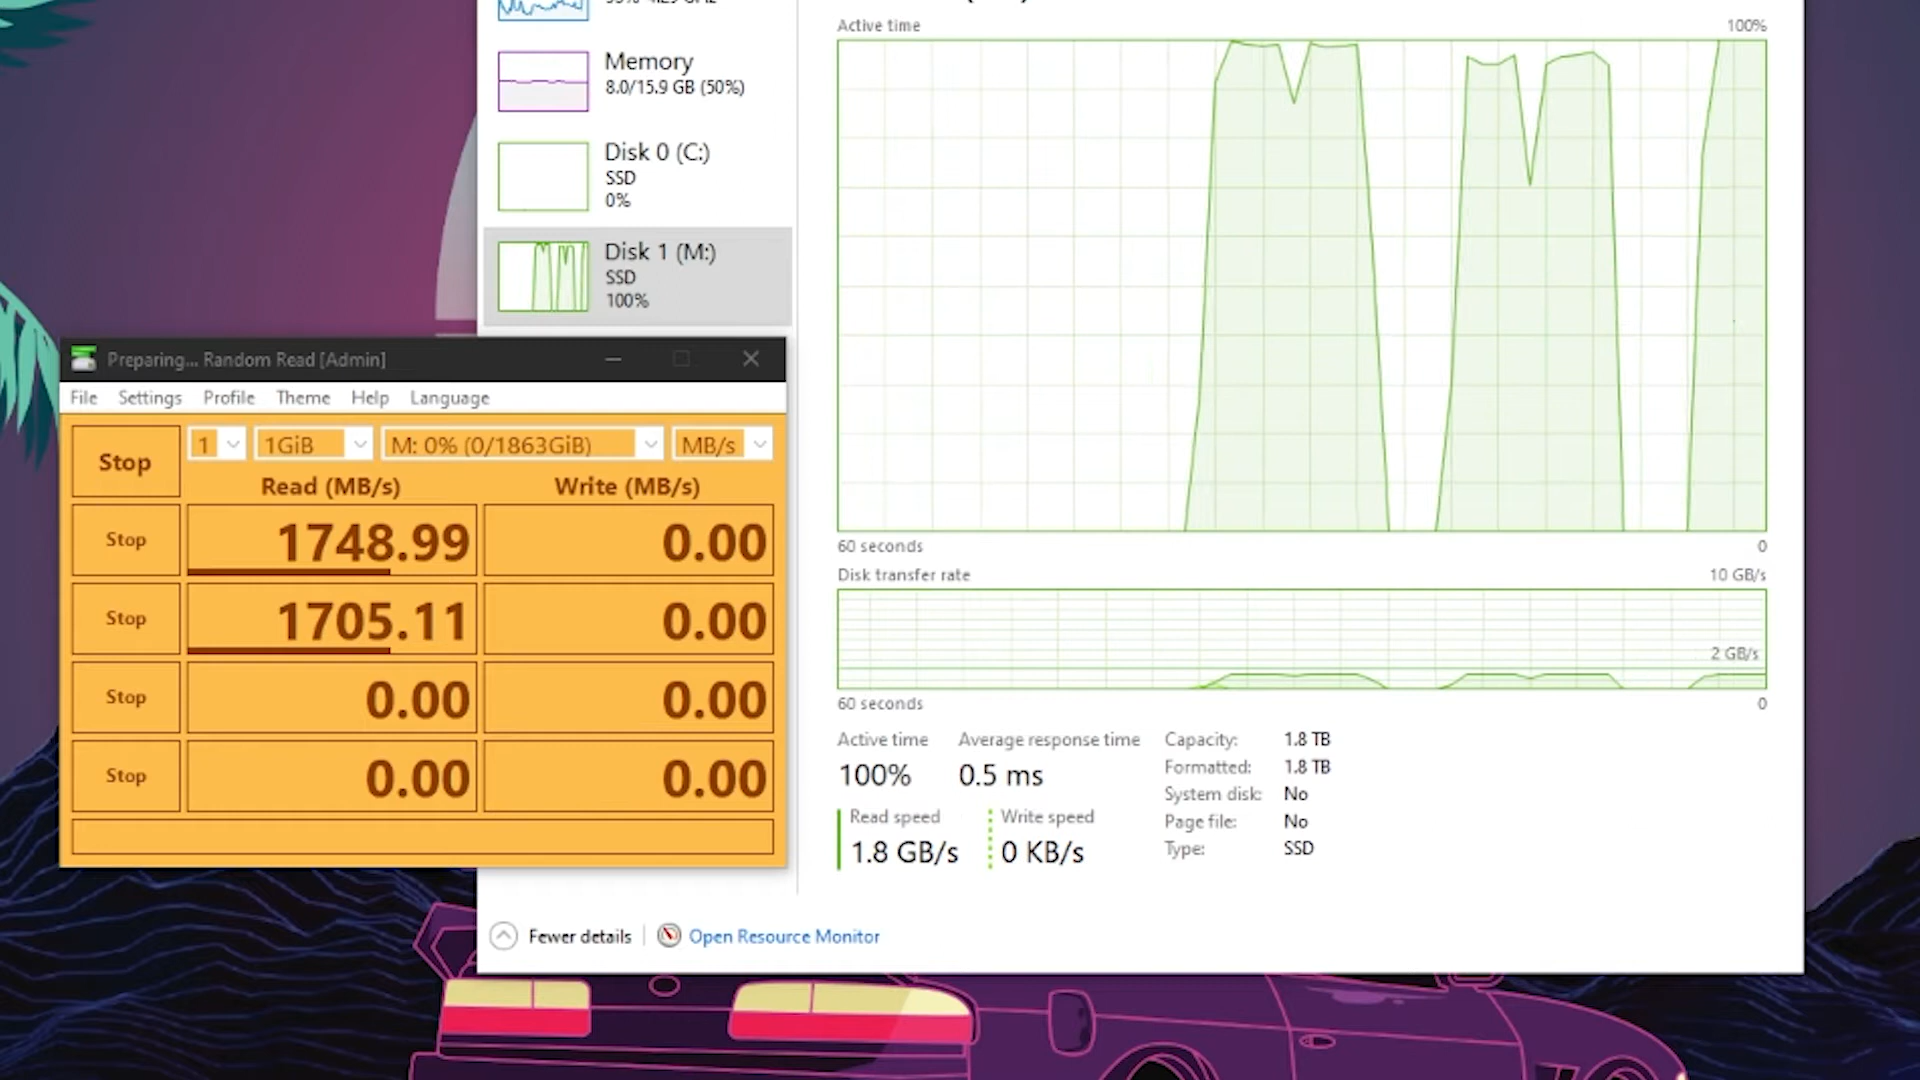 Memory
8.0/15.9 GB (50%)
Disk 0 (C:)
SSD
0%
Disk 1 (M:)
SSD
100%
Active time
100%
60 seconds
0
Disk transfer rate
10 GB/s
2 GB/s
60 seconds
0
Active time
100%
Average response time
0.5 ms
Read speed
1.8 GB/s
Write speed
0 KB/s
Capacity: 1.8 TB
Formatted: 1.8 TB
System disk: No
Page file: No
Type: SSD
Fewer details
Open Resource Monitor
Preparing... Random Read [Admin]
File Settings Profile Theme Help Language
Stop 1 1GiB M: 0% (0/1863GiB) MB/s
Read (MB/s) Write (MB/s)
Stop 1748.99 0.00
Stop 1705.11 0.00
Stop 0.00 0.00
Stop 0.00 0.00